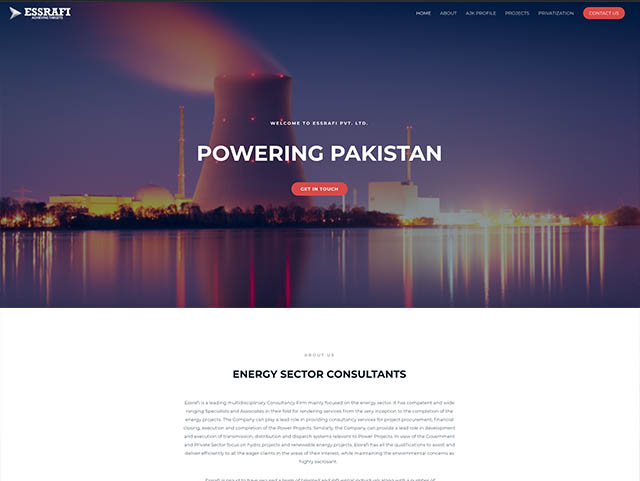 ESSRAFI
ACHIEVING TARGETS
HOME ABOUT AJK PROFILE PROJECTS PRIVATIZATION CONTACT US
WELCOME TO ESSRAFI PVT. LTD.
POWERING PAKISTAN
GET IN TOUCH
ABOUT US
ENERGY SECTOR CONSULTANTS
Essrafi is a leading multidisciplinary Consultancy Firm mainly focused on the energy sector. It has competent and wide
ranging Specialists and Associates in their fold for rendering services from the very inception to the completion of the
energy projects. The Company can play a lead role in providing consultancy services for project procurement, financial
closing, execution and completion of the Power Projects. Similarly, the Company can provide a lead role in development
and execution of transmission, distribution and dispatch systems relevant to Power Projects. In view of the Government
and Private Sector focus on hydro projects and renewable energy projects, Essrafi has all the qualifications to assist and
deliver efficiently to all the eager clients in the wake of their interest, while maintaining the environmental concerns as
highly sacrosant.